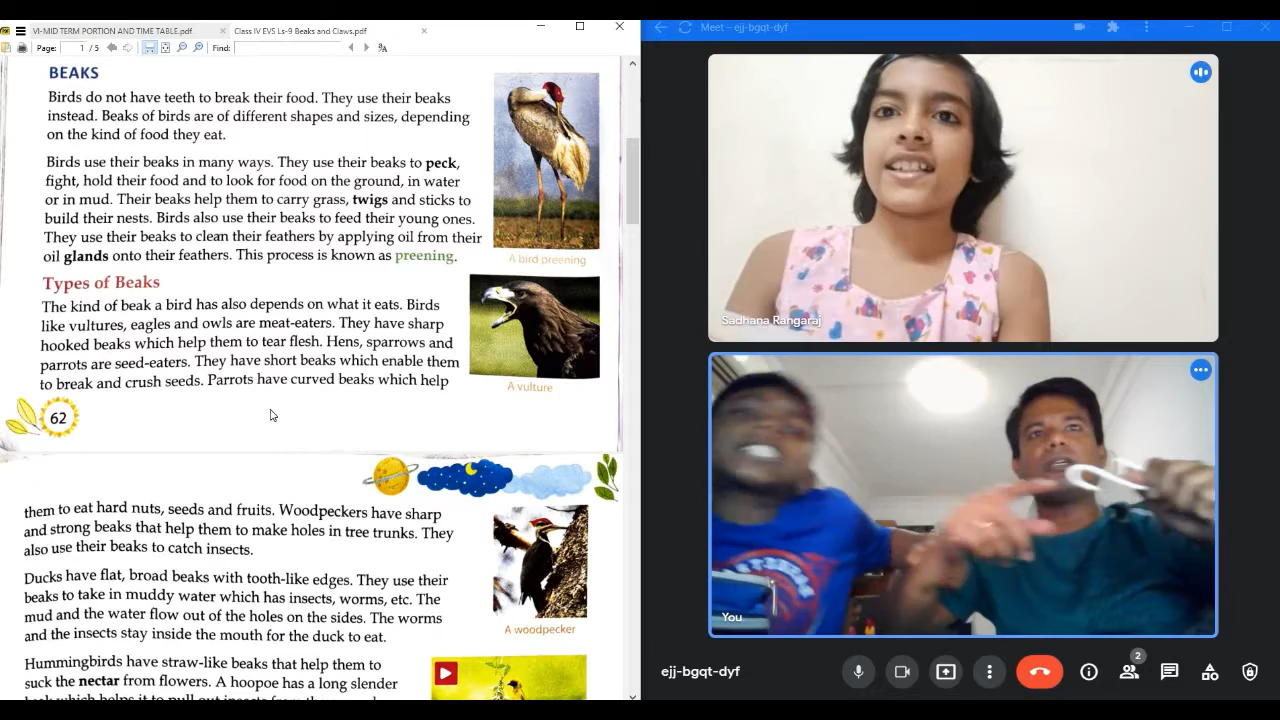 VI-MID TERM PORTION AND TIME TABLE.pdf
Class IV EVS Ls-9 Beaks and Claws.pdf
Page: 1 / 5
Find:
BEAKS
Birds do not have teeth to break their food. They use their beaks
instead. Beaks of birds are of different shapes and sizes, depending
on the kind of food they eat.
Birds use their beaks in many ways. They use their beaks to peck,
fight, hold their food and to look for food on the ground, in water
or in mud. Their beaks help them to carry grass, twigs and sticks to
build their nests. Birds also use their beaks to feed their young ones.
They use their beaks to clean their feathers by applying oil from their
oil glands onto their feathers. This process is known as preening.
A bird preening
Types of Beaks
The kind of beak a bird has also depends on what it eats. Birds
like vultures, eagles and owls are meat-eaters. They have sharp
hooked beaks which help them to tear flesh. Hens, sparrows and
parrots are seed-eaters. They have short beaks which enable them
to break and crush seeds. Parrots have curved beaks which help
A vulture
62
them to eat hard nuts, seeds and fruits. Woodpeckers have sharp
and strong beaks that help them to make holes in tree trunks. They
also use their beaks to catch insects.
Ducks have flat, broad beaks with tooth-like edges. They use their
beaks to take in muddy water which has insects, worms, etc. The
mud and the water flow out of the holes on the sides. The worms
and the insects stay inside the mouth for the duck to eat.
A woodpecker
Hummingbirds have straw-like beaks that help them to
suck the nectar from flowers. A hoopoe has a long slender
Meet – ejj-bgqt-dyf
Sadhana Rangaraj
You
ejj-bgqt-dyf
2